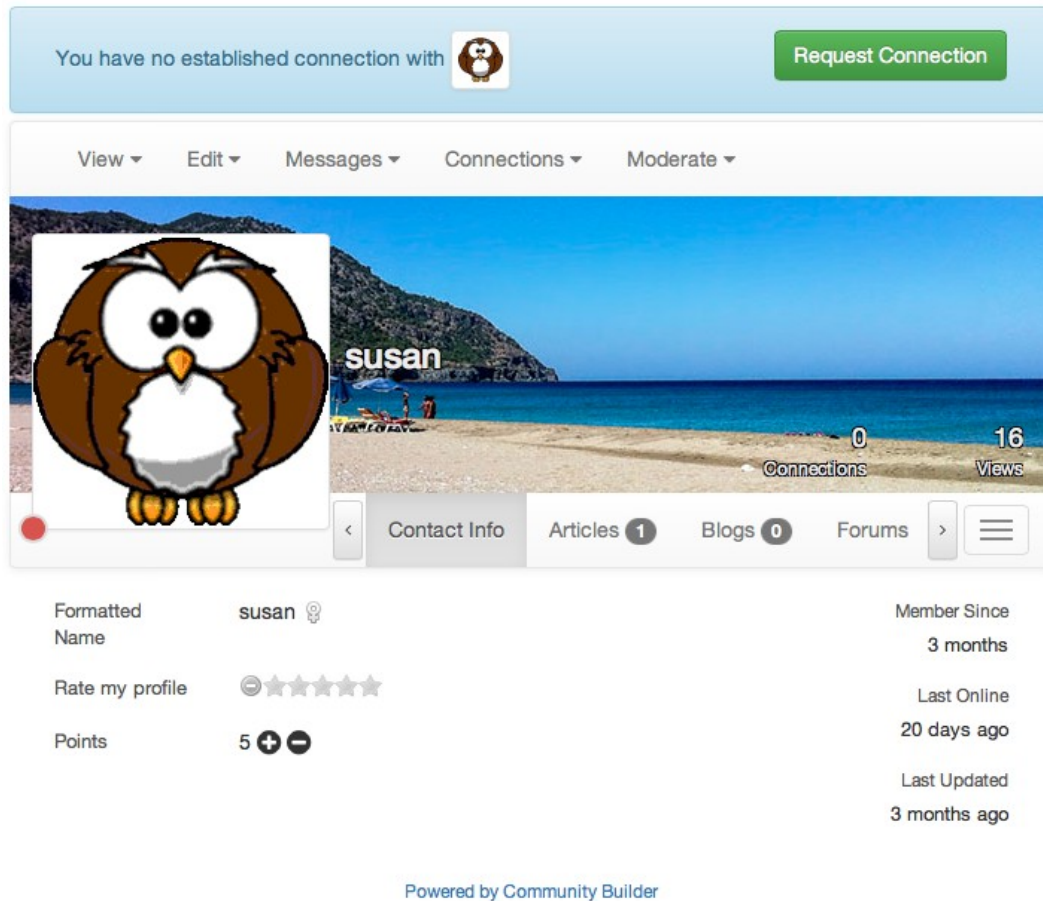 You have no established connection with
Request Connection
View Edit Messages Connections Moderate
susan
0 16
Connections Views
Contact Info Articles 1 Blogs 0 Forums
Formatted Name susan
Rate my profile
Points 5
Member Since
3 months
Last Online
20 days ago
Last Updated
3 months ago
Powered by Community Builder